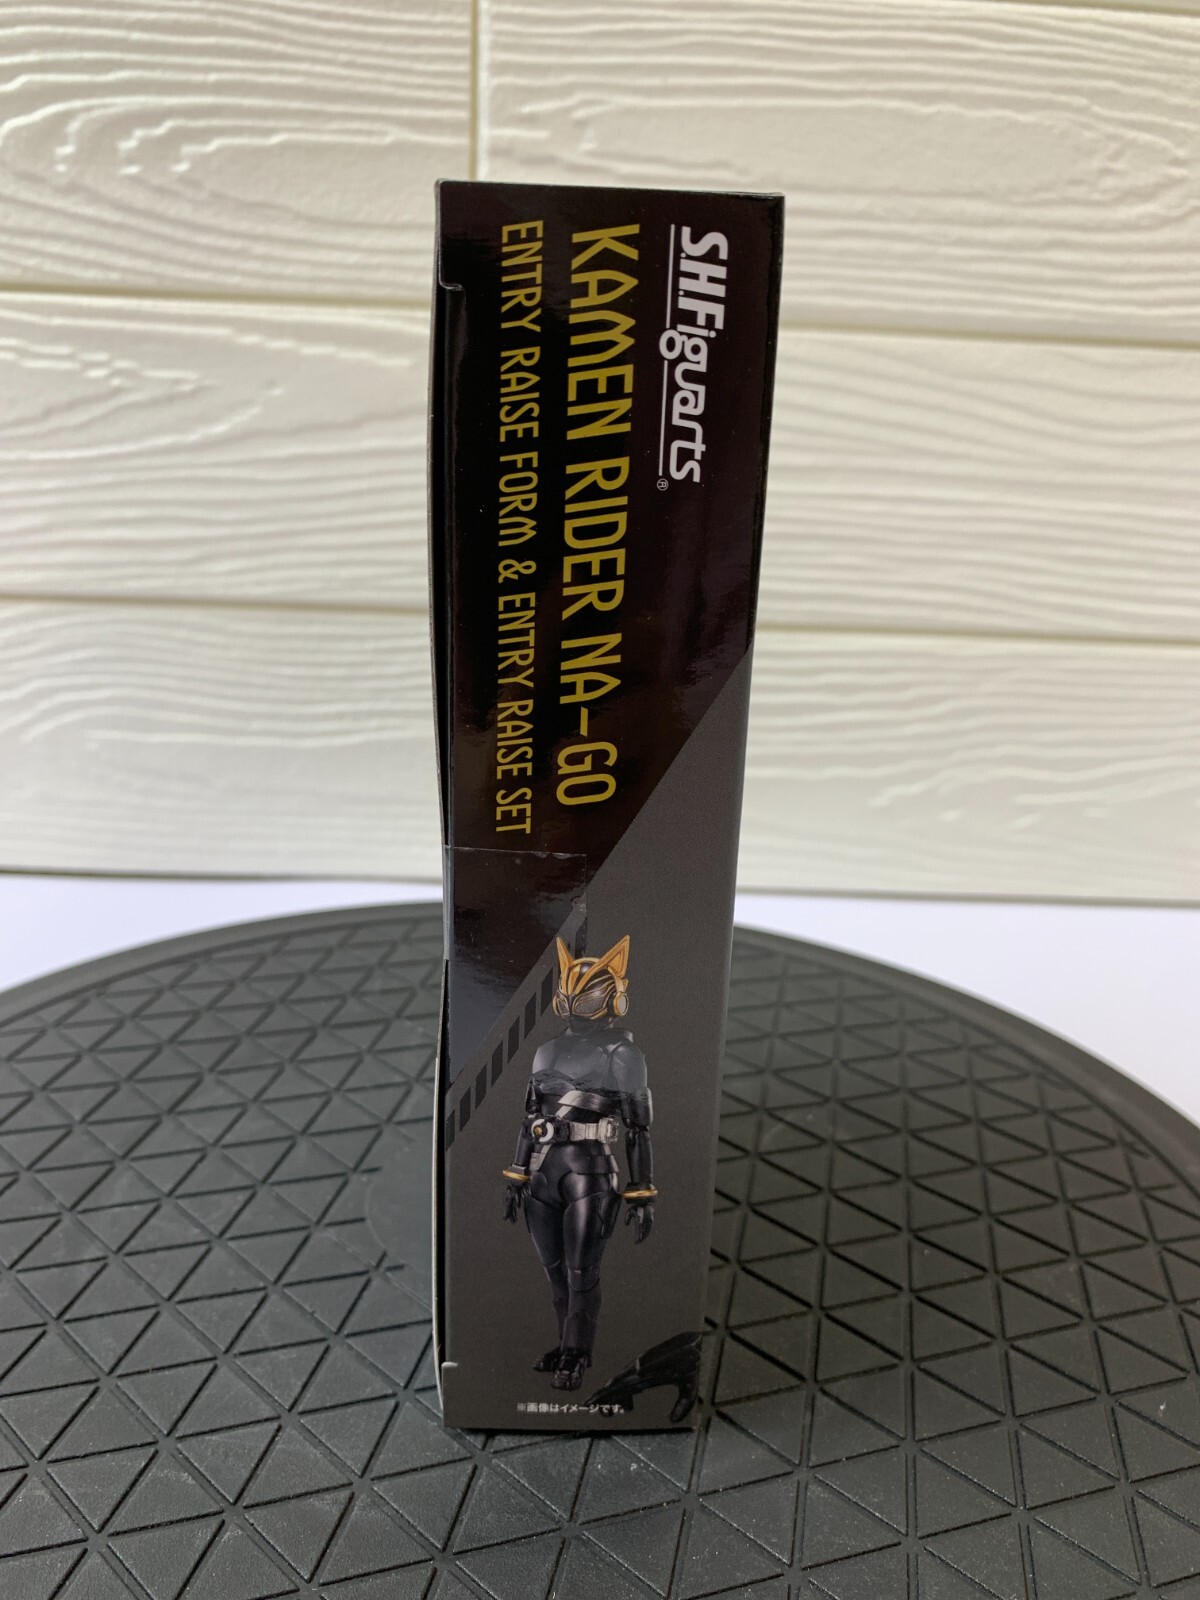 S.H.Figuarts®
KAMEN RIDER NA-GO
ENTRY RAISE FORM & ENTRY RAISE SET
※画像はイメージです。